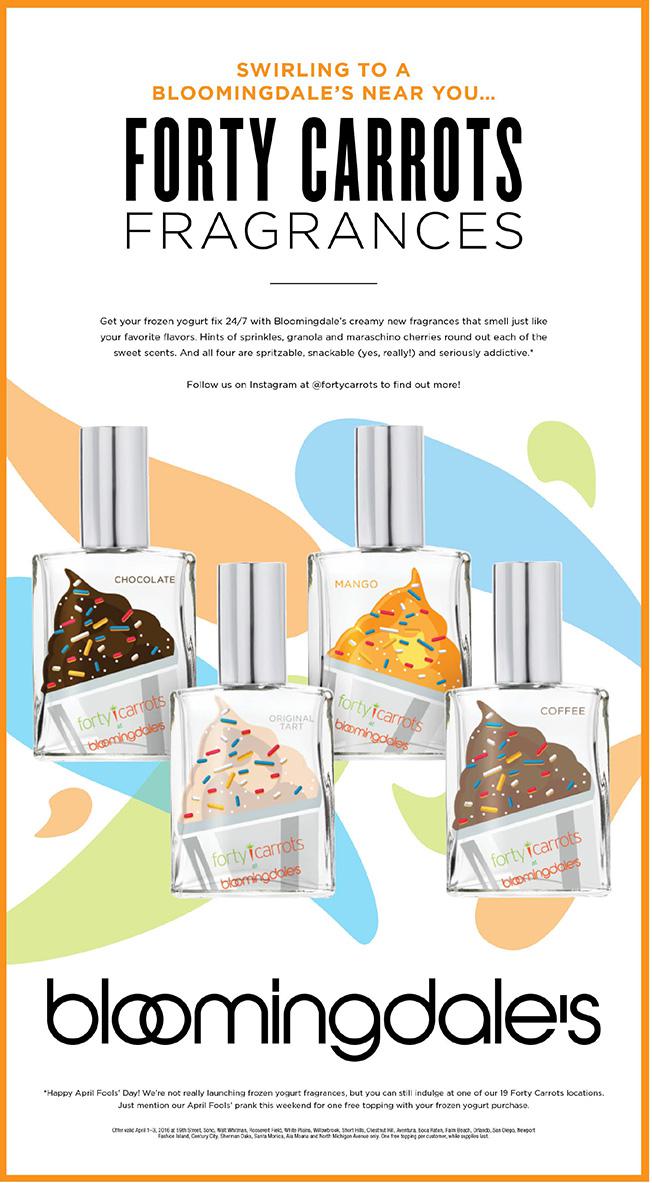 SWIRLING TO A
BLOOMINGDALE'S NEAR YOU...
FORTY CARROTS
FRAGRANCES
Get your frozen yogurt fix 24/7 with Bloomingdale's creamy new fragrances that smell just like
your favorite flavors. Hints of sprinkles, granola and maraschino cherries round out each of the
sweet scents. And all four are spritzable, snackable (yes, really!) and seriously addictive.*
Follow us on Instagram at @fortycarrots to find out more!
CHOCOLATE
forty carrots
at
bloomingdale's
MANGO
forty carrots
at
bloomingdale's
ORIGINAL
TART
forty carrots
at
bloomingdale's
COFFEE
forty carrots
at
bloomingdale's
bloomingdale's
*Happy April Fools' Day! We're not really launching frozen yogurt fragrances, but you can still indulge at one of our 19 Forty Carrots locations.
Just mention our April Fools' prank this weekend for one free topping with your frozen yogurt purchase.
Offer valid April 1–3, 2016 at 59th Street, Soho, Walt Whitman, Roosevelt Field, White Plains, Willowbrook, Short Hills, Chestnut Hill, Aventura, Boca Raton, Palm Beach, Orlando, San Diego, Newport
Fashion Island, Century City, Sherman Oaks, Santa Monica, Ala Moana and North Michigan Avenue only. One free topping per customer, while supplies last.